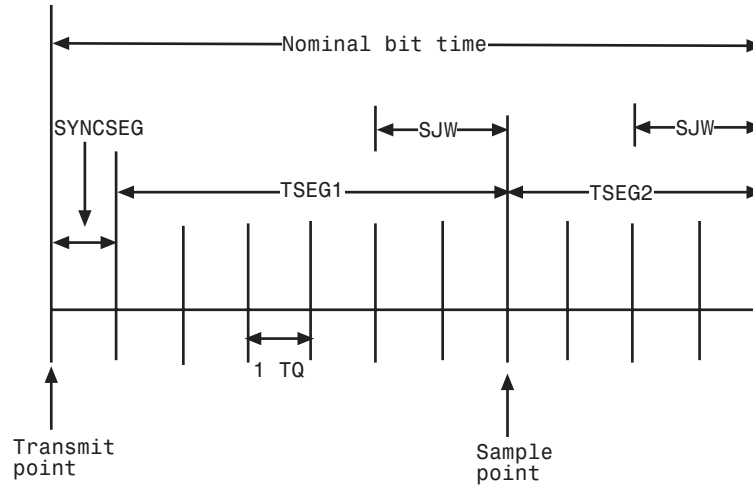 Nominal bit time
SYNCSEG
SJW
SJW
TSEG1
TSEG2
1 TQ
Transmit
point
Sample
point